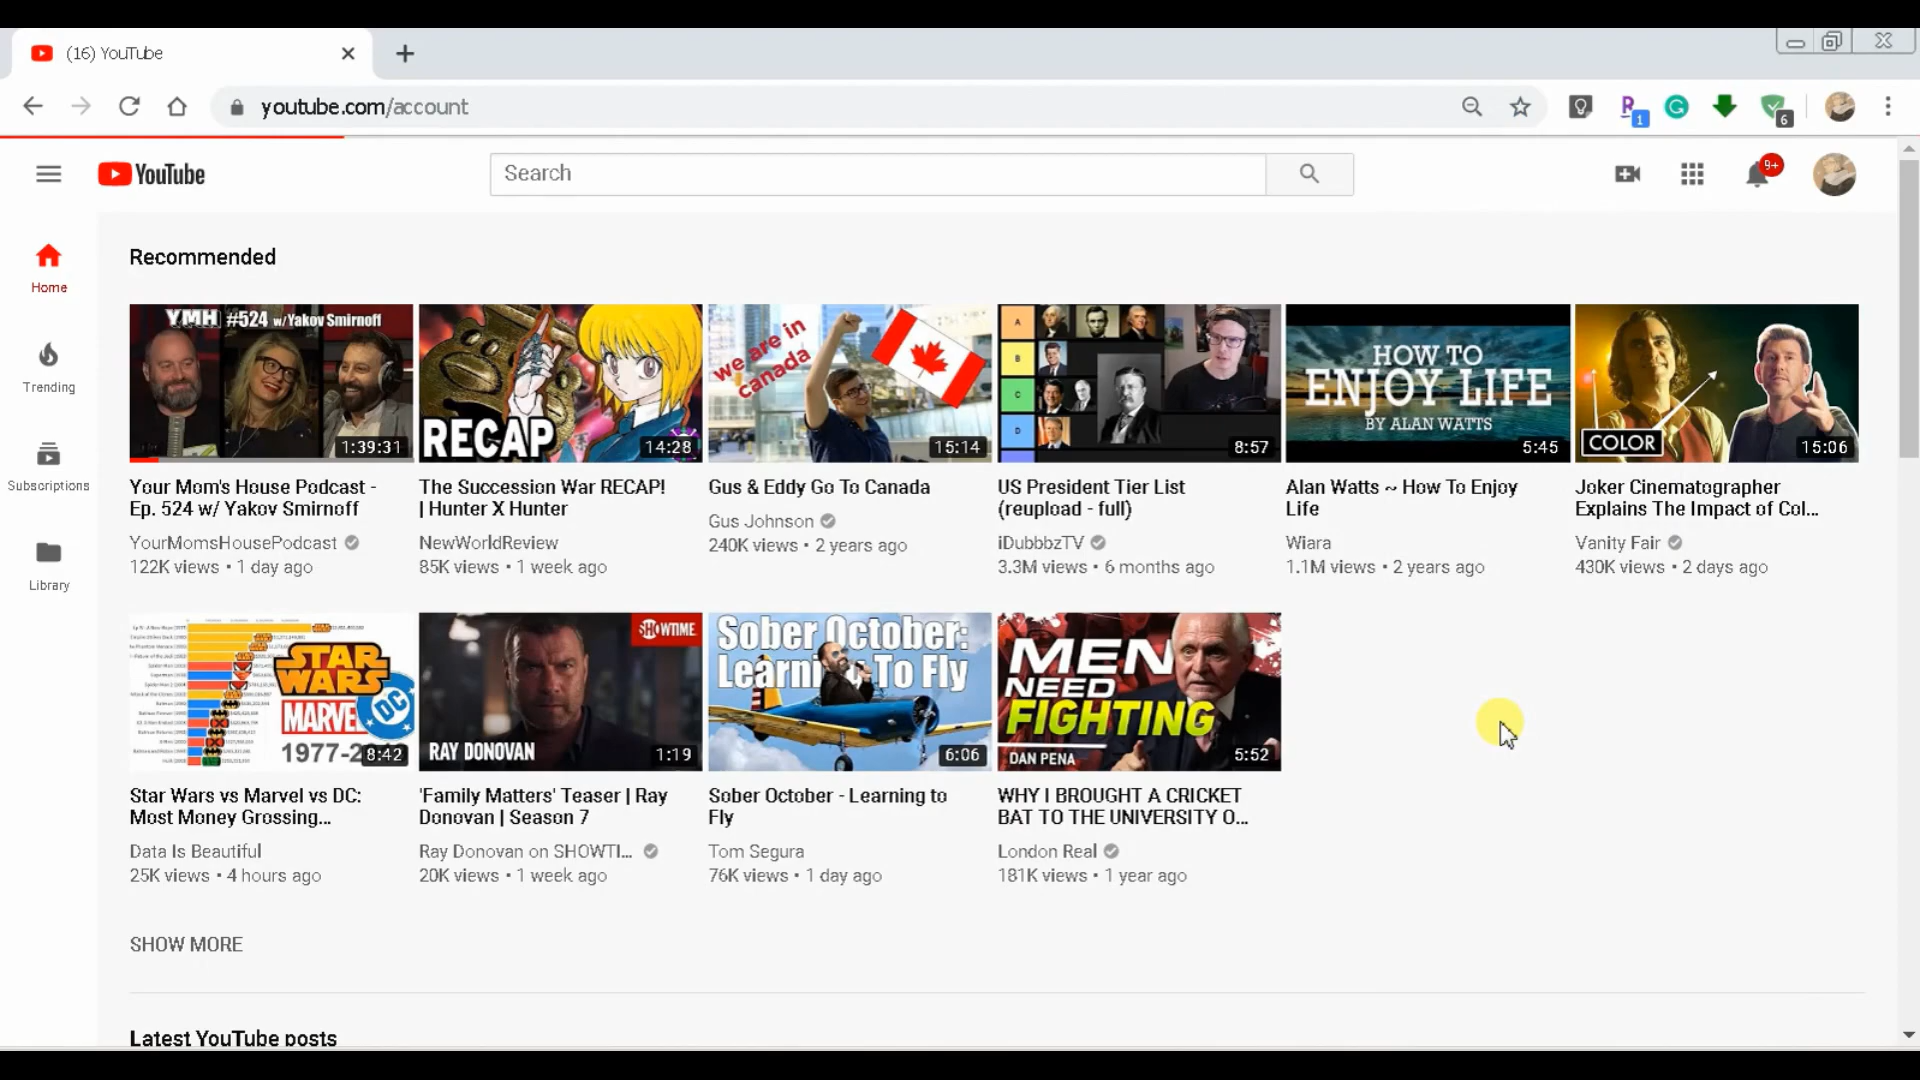 (16) YouTube
youtube.com/account
1
6
YouTube
Search
9+
Home
Trending
Subscriptions
Library
Recommended
YMH #524 w/Yakov Smirnoff
1:39:31
RECAP
14:28
we are in
canada
15:14
A
B
C
D
8:57
HOW TO
ENJOY LIFE
BY ALAN WATTS
5:45
COLOR
15:06
Your Mom's House Podcast -
Ep. 524 w/ Yakov Smirnoff
YourMomsHousePodcast
122K views • 1 day ago
The Succession War RECAP!
| Hunter X Hunter
NewWorldReview
85K views • 1 week ago
Gus & Eddy Go To Canada
Gus Johnson
240K views • 2 years ago
US President Tier List
(reupload - full)
iDubbbzTV
3.3M views • 6 months ago
Alan Watts ~ How To Enjoy
Life
Wiara
1.1M views • 2 years ago
Joker Cinematographer
Explains The Impact of Col...
Vanity Fair
430K views • 2 days ago
STAR
WARS
MARVEL
DC
1977-2
8:42
SHOWTIME
RAY DONOVAN
1:19
Sober October:
Learning To Fly
6:06
MEN
NEED
FIGHTING
DAN PENA
5:52
Star Wars vs Marvel vs DC:
Most Money Grossing...
Data Is Beautiful
25K views • 4 hours ago
'Family Matters' Teaser | Ray
Donovan | Season 7
Ray Donovan on SHOWTI...
20K views • 1 week ago
Sober October - Learning to
Fly
Tom Segura
76K views • 1 day ago
WHY I BROUGHT A CRICKET
BAT TO THE UNIVERSITY O...
London Real
181K views • 1 year ago
SHOW MORE
Latest YouTube posts